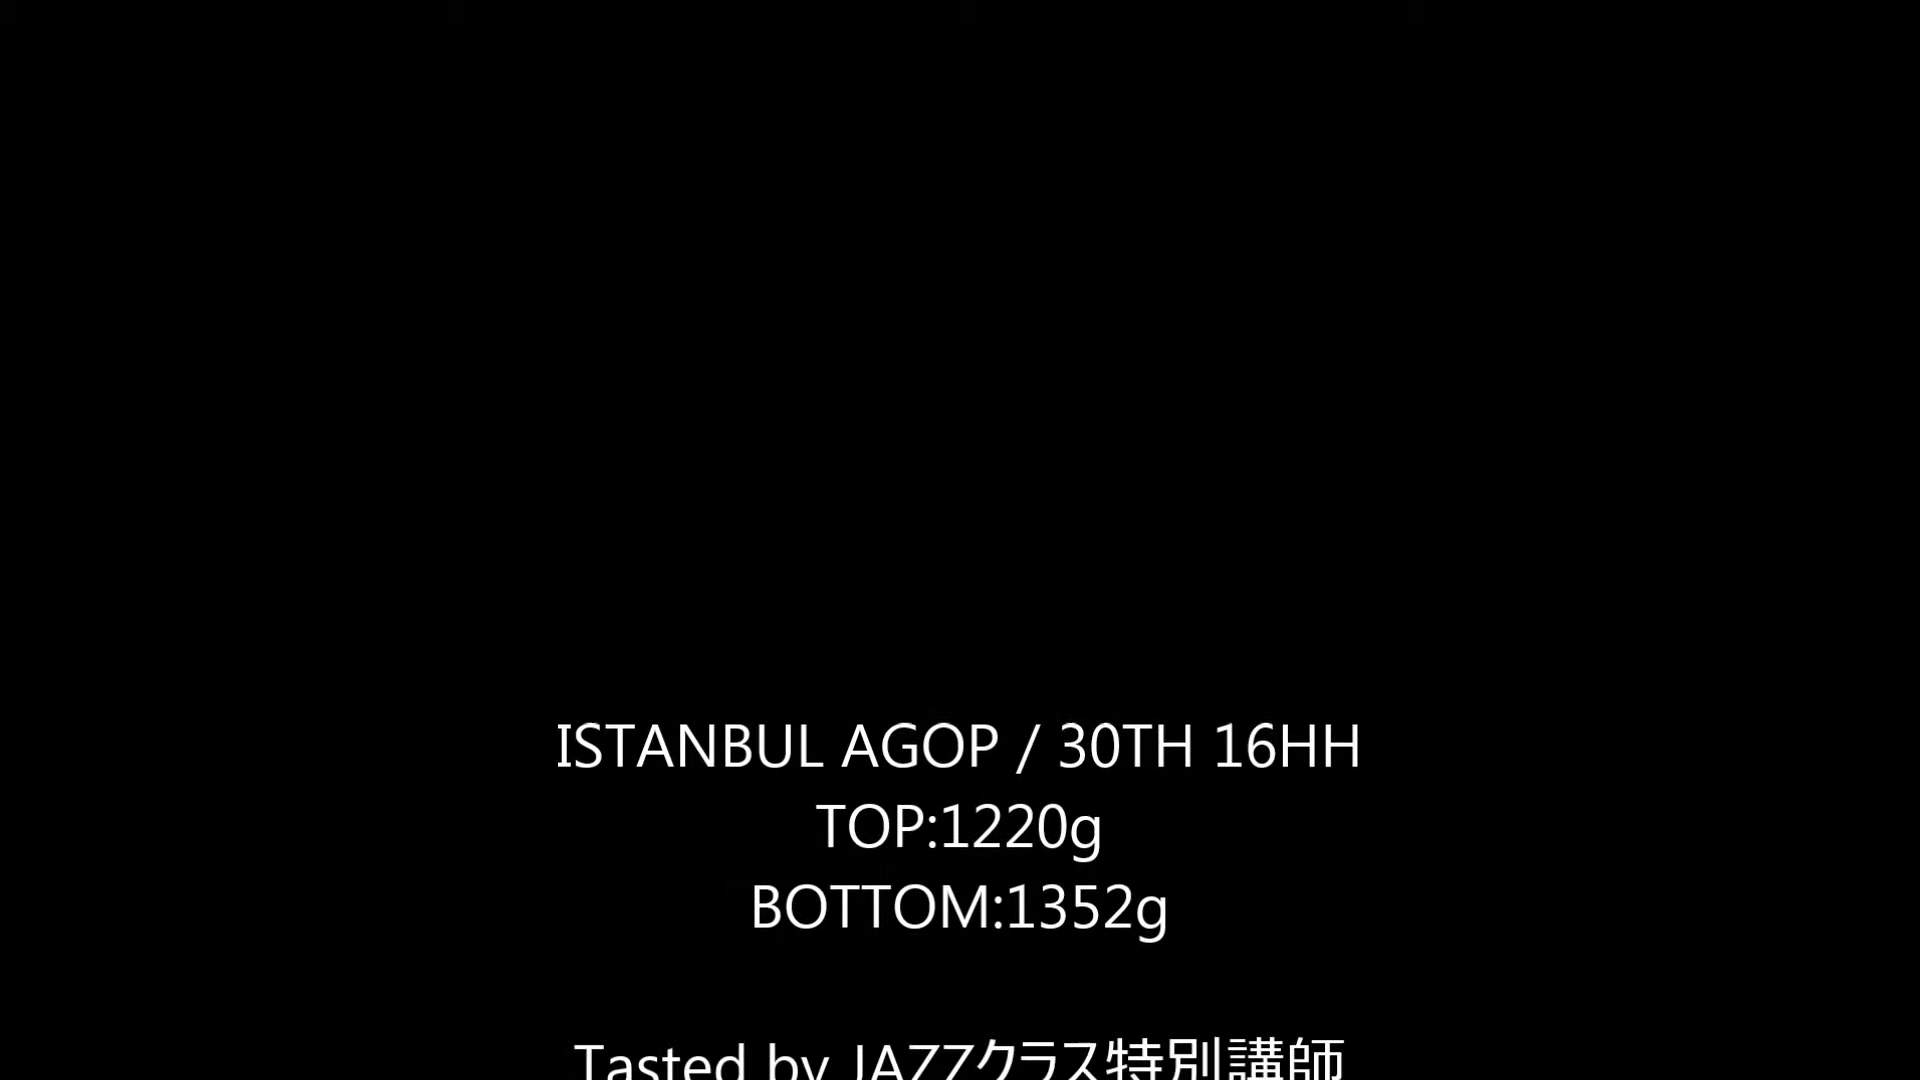 ISTANBUL AGOP / 30TH 16HH
TOP:1220g
BOTTOM:1352g
Tasted by JAZZクラス特別講師